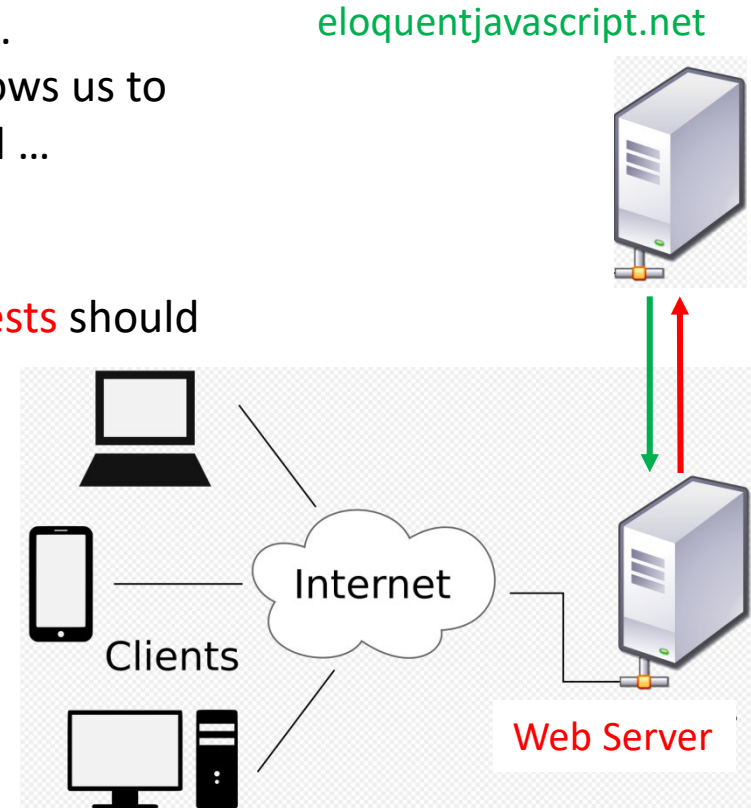 eloquentjavascript.net
.
ows us to
…
ests should
Internet
Clients
Web Server